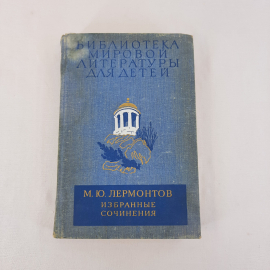 БИБЛИОТЕКА
МИРОВОЙ
ЛИТЕРАТУРЫ
ДЛЯ ДЕТЕЙ
М. Ю. ЛЕРМОНТОВ
ИЗБРАННЫЕ
СОЧИНЕНИЯ